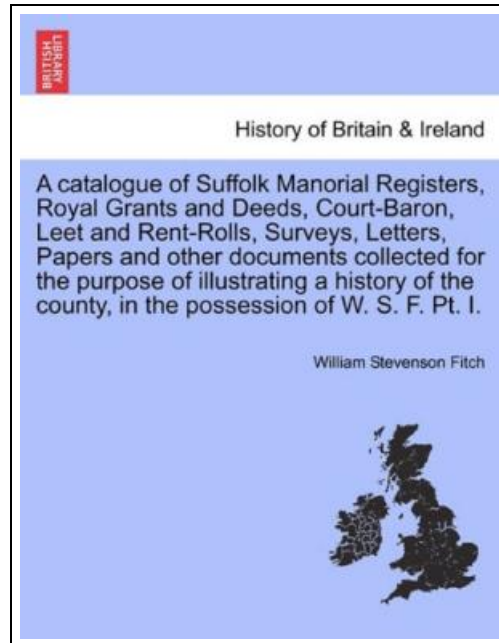 BRITISH
LIBRARY
History of Britain & Ireland
A catalogue of Suffolk Manorial Registers,
Royal Grants and Deeds, Court-Baron,
Leet and Rent-Rolls, Surveys, Letters,
Papers and other documents collected for
the purpose of illustrating a history of the
county, in the possession of W. S. F. Pt. I.
William Stevenson Fitch